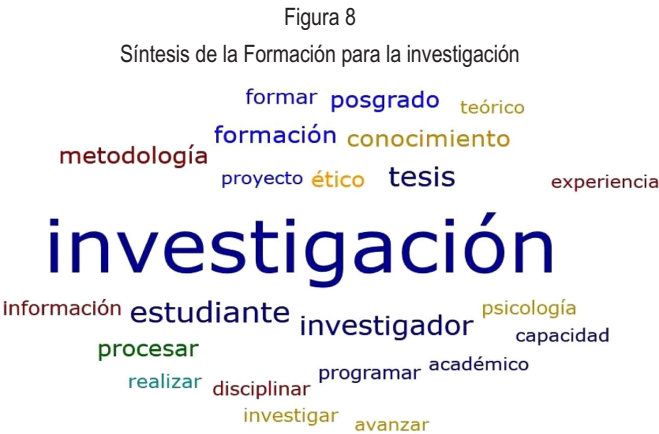 Figura 8
Síntesis de la Formación para la investigación
formar posgrado teórico
formación conocimiento
metodología
proyecto ético tesis experiencia
investigación
información estudiante investigador psicología
capacidad
procesar
realizar disciplinar programar académico
investigar avanzar